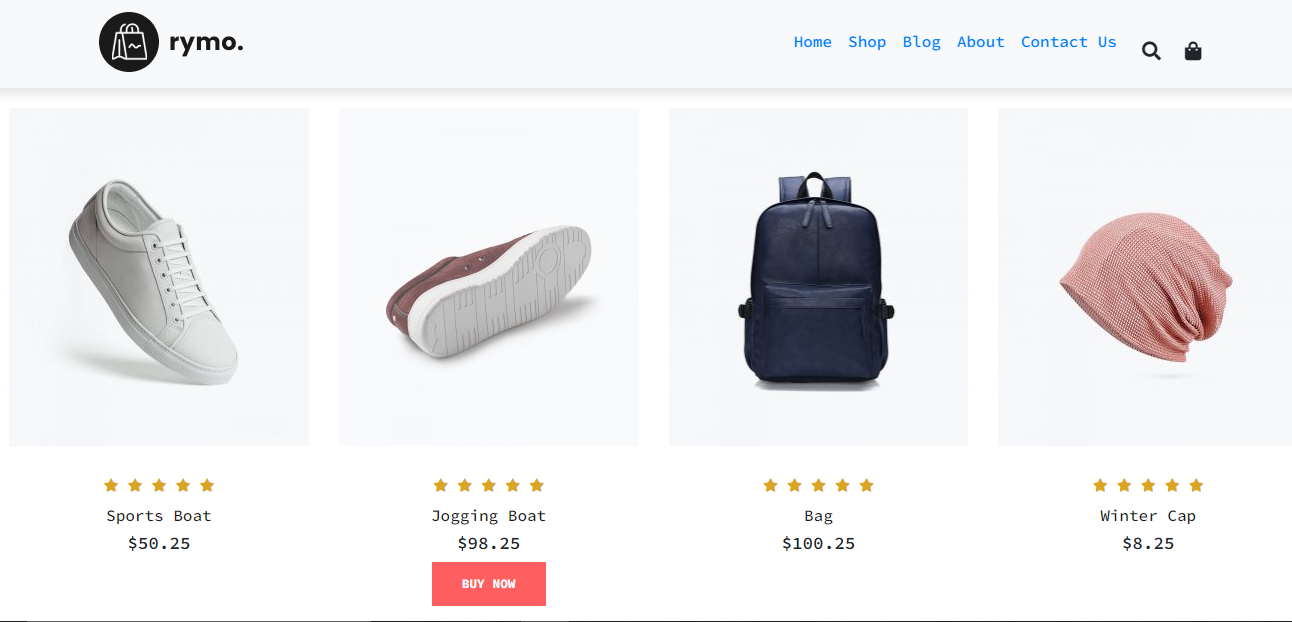 rymo.
Home Shop Blog About Contact Us
Sports Boat
$50.25
Jogging Boat
$98.25
BUY NOW
Bag
$100.25
Winter Cap
$8.25